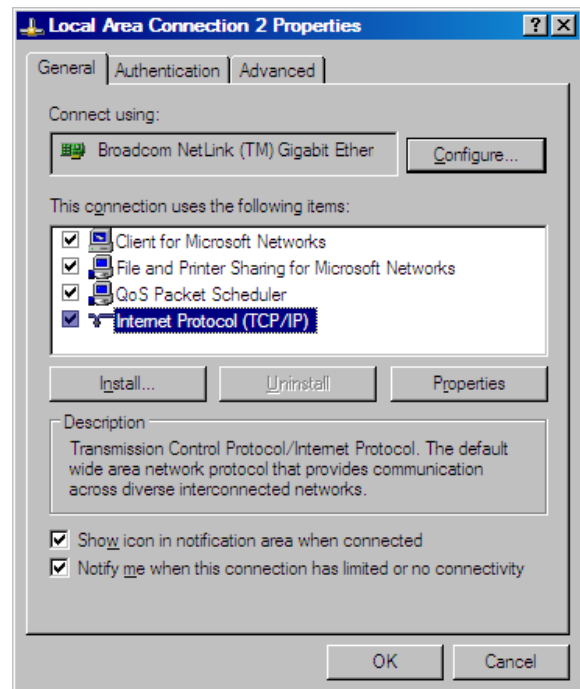 Local Area Connection 2 Properties
General Authentication Advanced
Connect using:
Broadcom NetLink (TM) Gigabit Ether
Configure...
This connection uses the following items:
Client for Microsoft Networks
File and Printer Sharing for Microsoft Networks
QoS Packet Scheduler
Internet Protocol (TCP/IP)
Install... Uninstall Properties
Description
Transmission Control Protocol/Internet Protocol. The default
wide area network protocol that provides communication
across diverse interconnected networks.
Show icon in notification area when connected
Notify me when this connection has limited or no connectivity
OK Cancel